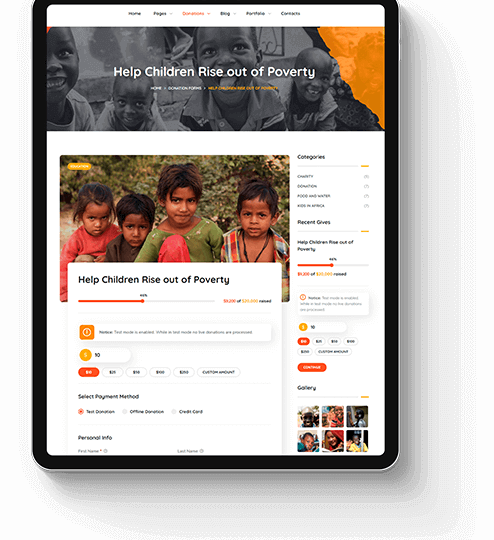 Home Pages Donations Blog Portfolio Contacts
Help Children Rise out of Poverty
HOME DONATION FORMS HELP CHILDREN RISE OUT OF POVERTY
Categories
CHARITY
DONATION
FOOD AND WATER
KIDS IN AFRICA
Recent Gives
Help Children Rise out of
Poverty
46%
$9,200 of $20,000 raised
Notice: Test mode is enabled.
While in test mode no live
donations are processed.
$ 10
$10 $25 $50 $100
$250 CUSTOM AMOUNT
CONTINUE
Gallery
Help Children Rise out of Poverty
46%
$9,200 of $20,000 raised
Notice: Test mode is enabled. While in test mode no live donations are processed.
$ 10
$10 $25 $50 $100 $250 CUSTOM AMOUNT
Select Payment Method
Test Donation Offline Donation Credit Card
Personal Info
First Name * Last Name